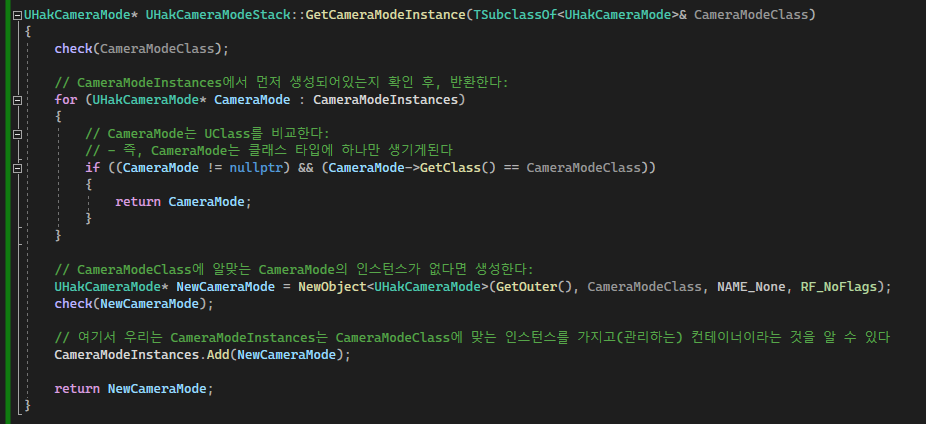 UHakCameraMode* UHakCameraModeStack::GetCameraModeInstance(TSubclassOf<UHakCameraMode>& CameraModeClass)
{
    check(CameraModeClass);

    // CameraModeInstances에서 먼저 생성되어있는지 확인 후, 반환한다:
    for (UHakCameraMode* CameraMode : CameraModeInstances)
    {
        // CameraMode는 UClass를 비교한다:
        // - 즉, CameraMode는 클래스 타입에 하나만 생기게된다
        if ((CameraMode != nullptr) && (CameraMode->GetClass() == CameraModeClass))
        {
            return CameraMode;
        }
    }

    // CameraModeClass에 알맞는 CameraMode의 인스턴스가 없다면 생성한다:
    UHakCameraMode* NewCameraMode = NewObject<UHakCameraMode>(GetOuter(), CameraModeClass, NAME_None, RF_NoFlags);
    check(NewCameraMode);

    // 여기서 우리는 CameraModeInstances는 CameraModeClass에 맞는 인스턴스를 가지고(관리하는) 컨테이너이라는 것을 알 수 있다
    CameraModeInstances.Add(NewCameraMode);

    return NewCameraMode;
}